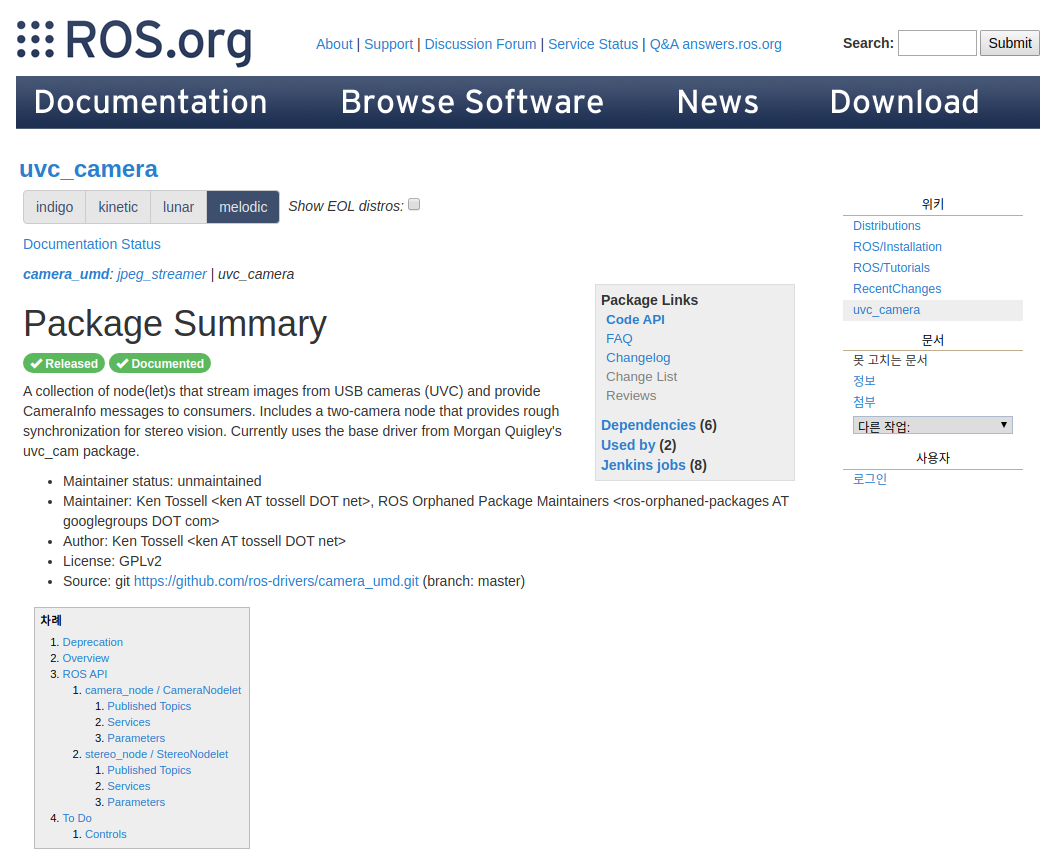 ROS.org
About | Support | Discussion Forum | Service Status | Q&A answers.ros.org
Search:
Submit
Documentation
Browse Software
News
Download
uvc_camera
indigo
kinetic
lunar
melodic
Show EOL distros:
Documentation Status
camera_umd: jpeg_streamer | uvc_camera
Package Summary
Released
Documented
A collection of node(let)s that stream images from USB cameras (UVC) and provide
CameraInfo messages to consumers. Includes a two-camera node that provides rough
synchronization for stereo vision. Currently uses the base driver from Morgan Quigley's
uvc_cam package.
• Maintainer status: unmaintained
• Maintainer: Ken Tossell <ken AT tossell DOT net>, ROS Orphaned Package Maintainers <ros-orphaned-packages AT
googlegroups DOT com>
• Author: Ken Tossell <ken AT tossell DOT net>
• License: GPLv2
• Source: git https://github.com/ros-drivers/camera_umd.git (branch: master)
Package Links
Code API
FAQ
Changelog
Change List
Reviews
Dependencies (6)
Used by (2)
Jenkins jobs (8)
차례
1. Deprecation
2. Overview
3. ROS API
1. camera_node / CameraNodelet
1. Published Topics
2. Services
3. Parameters
2. stereo_node / StereoNodelet
1. Published Topics
2. Services
3. Parameters
4. To Do
1. Controls
위키
Distributions
ROS/Installation
ROS/Tutorials
RecentChanges
uvc_camera
문서
못 고치는 문서
정보
첨부
다른 작업:
사용자
로그인